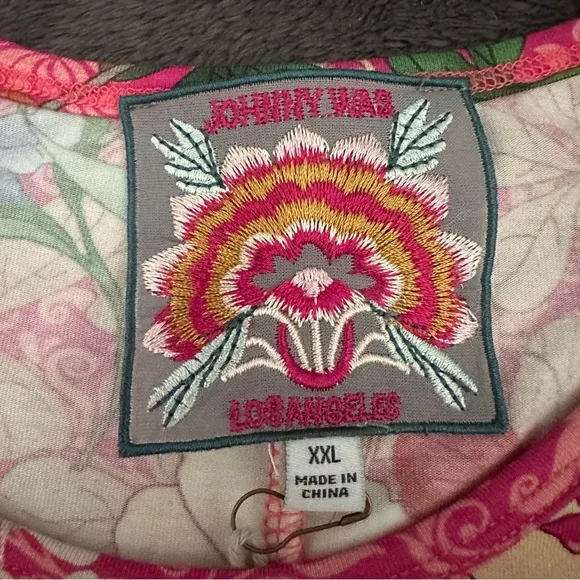 JOHNNY WAS
LOS ANGELES
XXL
MADE IN
CHINA